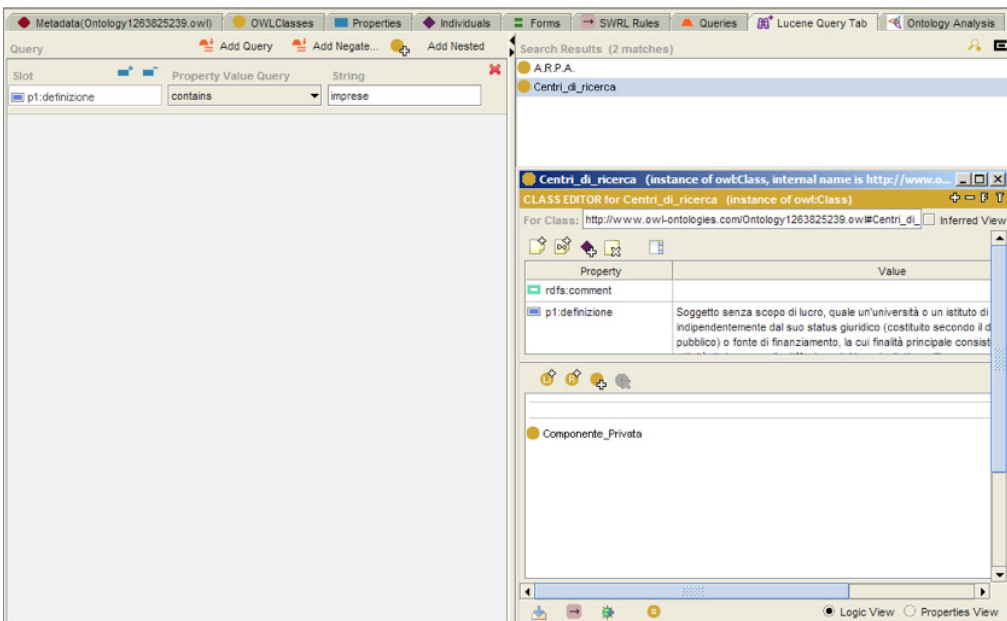 Metadata(Ontology1263825239.owl) OWLClasses Properties Individuals Forms SWRL Rules Queries Lucene Query Tab Ontology Analysis
Query Add Query Add Negate... Add Nested
Slot Property Value Query String
p1:definizione contains imprese
Search Results (2 matches)
A.R.P.A.
Centri_di_ricerca
Centri_di_ricerca (instance of owl:Class, internal name is http://www.o...
CLASS EDITOR for Centri_di_ricerca (instance of owl:Class)
For Class: http://www.owl-ontologies.com/Ontology1263825239.owl#Centri_di_ Inferred View
Property Value
rdfs:comment
p1:definizione Soggetto senza scopo di lucro, quale un'università o un istituto di
indipendentemente dal suo status giuridico (costituito secondo il d
pubblico) o fonte di finanziamento, la cui finalità principale consist
Componente_Privata
Logic View Properties View